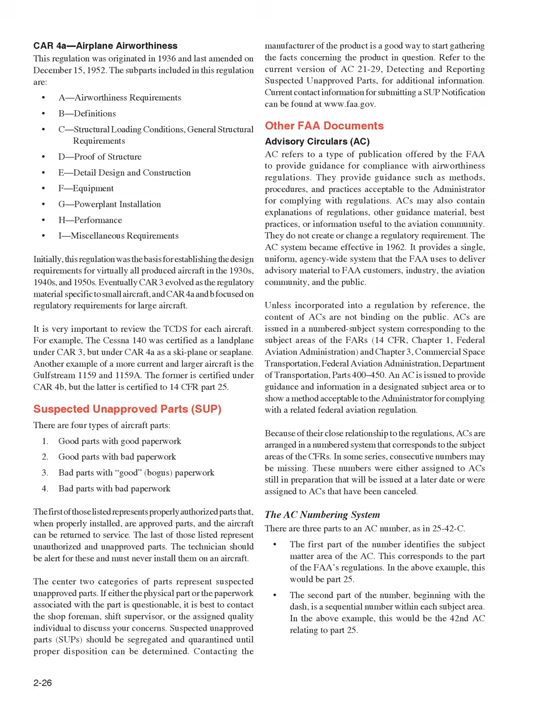 CAR 4a—Airplane Airworthiness
This regulation was originated in 1936 and last amended on
December 15, 1952. The subparts included in this regulation
are:
• A—Airworthiness Requirements
• B—Definitions
• C—Structural Loading Conditions, General Structural
Requirements
• D—Proof of Structure
• E—Detail Design and Construction
• F—Equipment
• G—Powerplant Installation
• H—Performance
• I—Miscellaneous Requirements
Initially, this regulation was the basis for establishing the design
requirements for virtually all produced aircraft in the 1930s,
1940s, and 1950s. Eventually CAR 3 evolved as the regulatory
material specific to small aircraft, and CAR 4a and b focused on
regulatory requirements for large aircraft.
It is very important to review the TCDS for each aircraft.
For example, The Cessna 140 was certified as a landplane
under CAR 3, but under CAR 4a as a ski-plane or seaplane.
Another example of a more current and larger aircraft is the
Gulfstream 1159 and 1159A. The former is certified under
CAR 4b, but the latter is certified to 14 CFR part 25.
Suspected Unapproved Parts (SUP)
There are four types of aircraft parts:
1. Good parts with good paperwork
2. Good parts with bad paperwork
3. Bad parts with “good” (bogus) paperwork
4. Bad parts with bad paperwork
The first of those listed represents properly authorized parts that,
when properly installed, are approved parts, and the aircraft
can be returned to service. The last of those listed represent
unauthorized and unapproved parts. The technician should
be alert for these and must never install them on an aircraft.
The center two categories of parts represent suspected
unapproved parts. If either the physical part or the paperwork
associated with the part is questionable, it is best to contact
the shop foreman, shift supervisor, or the assigned quality
individual to discuss your concerns. Suspected unapproved
parts (SUPs) should be segregated and quarantined until
proper disposition can be determined. Contacting the
manufacturer of the product is a good way to start gathering
the facts concerning the product in question. Refer to the
current version of AC 21-29, Detecting and Reporting
Suspected Unapproved Parts, for additional information.
Current contact information for submitting a SUP Notification
can be found at www.faa.gov.
Other FAA Documents
Advisory Circulars (AC)
AC refers to a type of publication offered by the FAA
to provide guidance for compliance with airworthiness
regulations. They provide guidance such as methods,
procedures, and practices acceptable to the Administrator
for complying with regulations. ACs may also contain
explanations of regulations, other guidance material, best
practices, or information useful to the aviation community.
They do not create or change a regulatory requirement. The
AC system became effective in 1962. It provides a single,
uniform, agency-wide system that the FAA uses to deliver
advisory material to FAA customers, industry, the aviation
community, and the public.
Unless incorporated into a regulation by reference, the
content of ACs are not binding on the public. ACs are
issued in a numbered-subject system corresponding to the
subject areas of the FARs (14 CFR, Chapter 1, Federal
Aviation Administration) and Chapter 3, Commercial Space
Transportation, Federal Aviation Administration, Department
of Transportation, Parts 400–450. An AC is issued to provide
guidance and information in a designated subject area or to
show a method acceptable to the Administrator for complying
with a related federal aviation regulation.
Because of their close relationship to the regulations, ACs are
arranged in a numbered system that corresponds to the subject
areas of the CFRs. In some series, consecutive numbers may
be missing. These numbers were either assigned to ACs
still in preparation that will be issued at a later date or were
assigned to ACs that have been canceled.
The AC Numbering System
There are three parts to an AC number, as in 25-42-C.
• The first part of the number identifies the subject
matter area of the AC. This corresponds to the part
of the FAA’s regulations. In the above example, this
would be part 25.
• The second part of the number, beginning with the
dash, is a sequential number within each subject area.
In the above example, this would be the 42nd AC
relating to part 25.
2-26